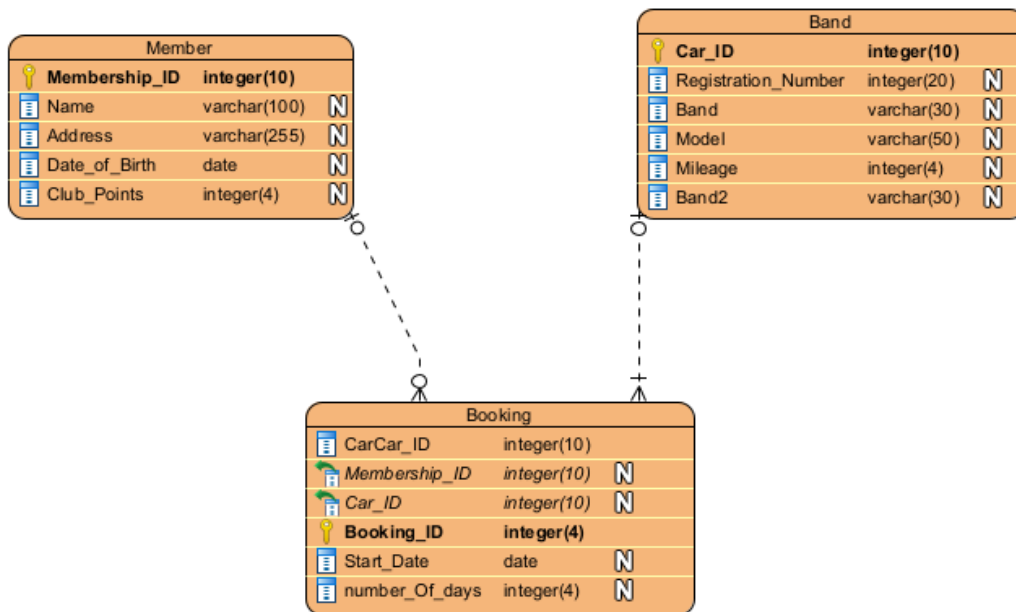 Member
Membership_ID integer(10)
Name varchar(100) N
Address varchar(255) N
Date_of_Birth date N
Club_Points integer(4) N
Band
Car_ID integer(10)
Registration_Number integer(20) N
Band varchar(30) N
Model varchar(50) N
Mileage integer(4) N
Band2 varchar(30) N
Booking
CarCar_ID integer(10)
Membership_ID integer(10) N
Car_ID integer(10) N
Booking_ID integer(4)
Start_Date date N
number_Of_days integer(4) N